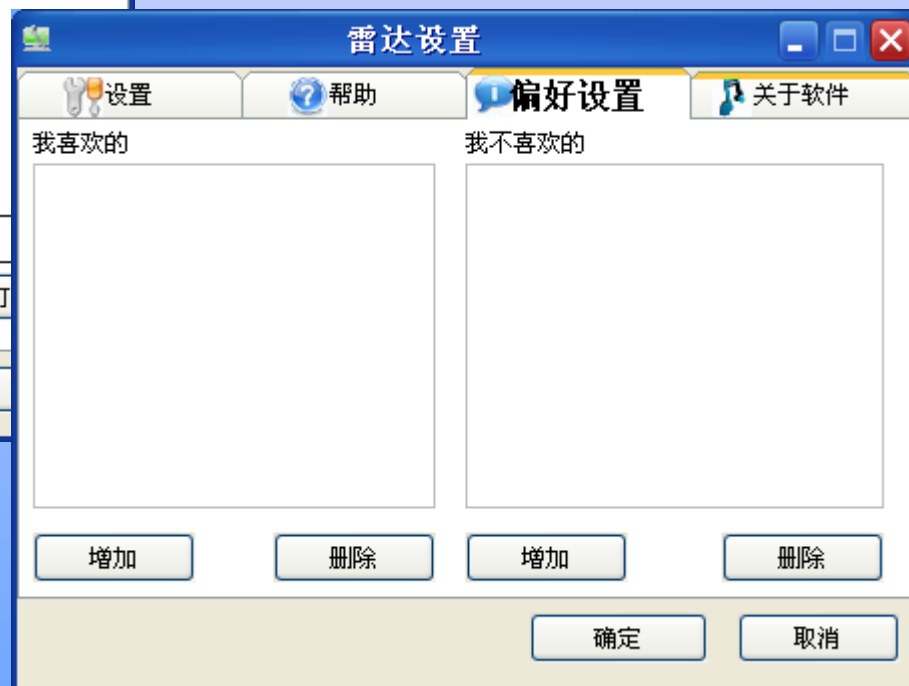 雷达设置
设置 帮助 偏好设置 关于软件
我喜欢的 我不喜欢的
增加 删除 增加 删除
确定 取消